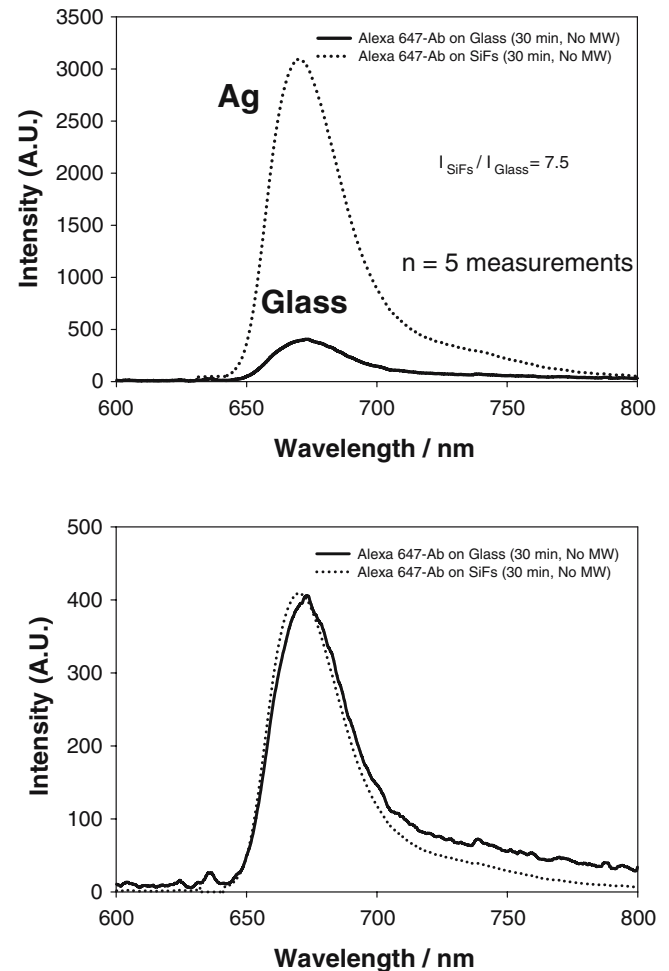 Alexa 647-Ab on Glass (30 min, No MW)
Alexa 647-Ab on SiFs (30 min, No MW)
3500
3000
2500
2000
1500
1000
500
0
Intensity (A.U.)
Ag
I SiFs / I Glass = 7.5
n = 5 measurements
Glass
600 650 700 750 800
Wavelength / nm
Alexa 647-Ab on Glass (30 min, No MW)
Alexa 647-Ab on SiFs (30 min, No MW)
500
400
300
200
100
0
Intensity (A.U.)
600 650 700 750 800
Wavelength / nm